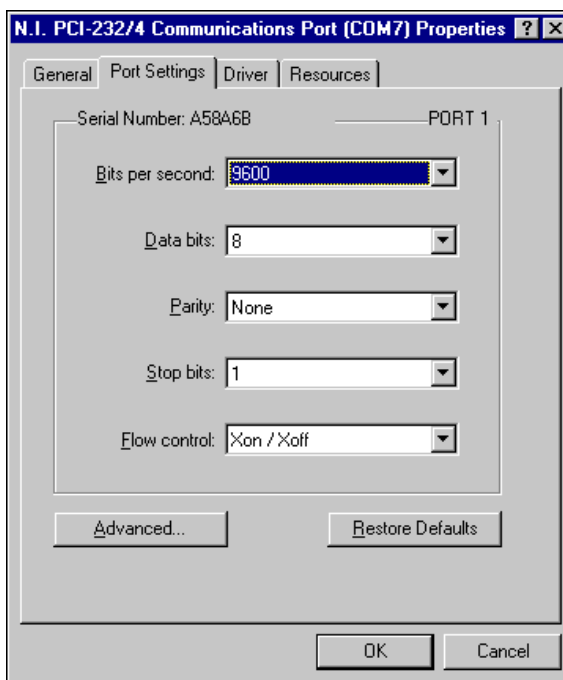 N.I. PCI-232/4 Communications Port (COM7) Properties ? X
General Port Settings Driver Resources
Serial Number: A58A6B PORT 1
Bits per second: 9600
Data bits: 8
Parity: None
Stop bits: 1
Flow control: Xon / Xoff
Advanced... Restore Defaults
OK Cancel